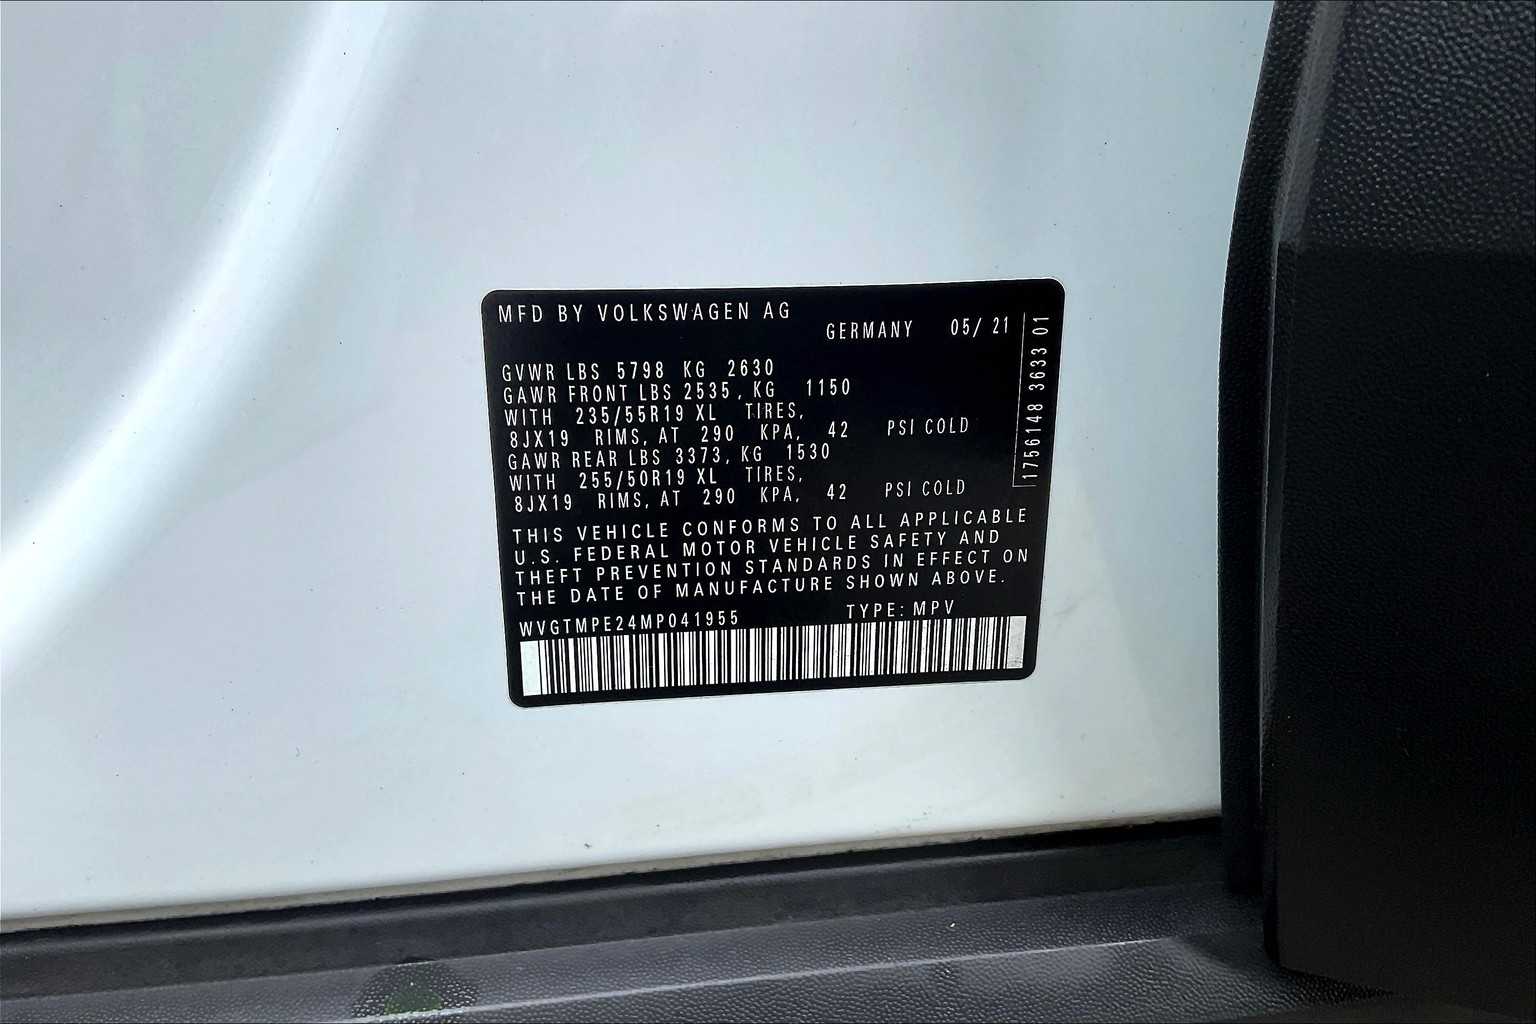 MFD BY VOLKSWAGEN AG
GERMANY 05/ 21
GVWR LBS 5798 KG 2630
GAWR FRONT LBS 2535, KG 1150
WITH 235/55R19 XL TIRES,
8JX19 RIMS, AT 290 KPA, 42 PSI COLD
GAWR REAR LBS 3373, KG 1530
WITH 255/50R19 XL TIRES,
8JX19 RIMS, AT 290 KPA, 42 PSI COLD
THIS VEHICLE CONFORMS TO ALL APPLICABLE
U.S. FEDERAL MOTOR VEHICLE SAFETY AND
THEFT PREVENTION STANDARDS IN EFFECT ON
THE DATE OF MANUFACTURE SHOWN ABOVE.
WVGTMPE24MP041955 TYPE: MPV
1756148 3633 01